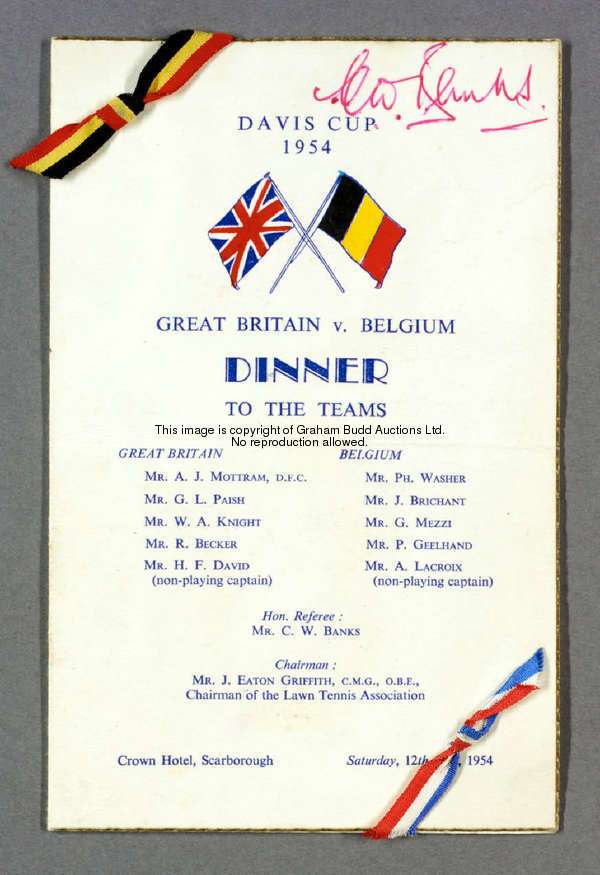 C.W. Banks.
DAVIS CUP
1954
GREAT BRITAIN v. BELGIUM
DINNER
TO THE TEAMS
This image is copyright of Graham Budd Auctions Ltd.
No reproduction allowed.
GREAT BRITAIN
MR. A. J. MOTTRAM, D.F.C.
MR. G. L. PAISH
MR. W. A. KNIGHT
MR. R. BECKER
MR. H. F. DAVID
(non-playing captain)
BELGIUM
MR. PH. WASHER
MR. J. BRICHANT
MR. G. MEZZI
MR. P. GEELHAND
MR. A. LACROIX
(non-playing captain)
Hon. Referee :
MR. C. W. BANKS
Chairman :
MR. J. EATON GRIFFITH, C.M.G., O.B.E.,
Chairman of the Lawn Tennis Association
Crown Hotel, Scarborough
Saturday, 12th 1954